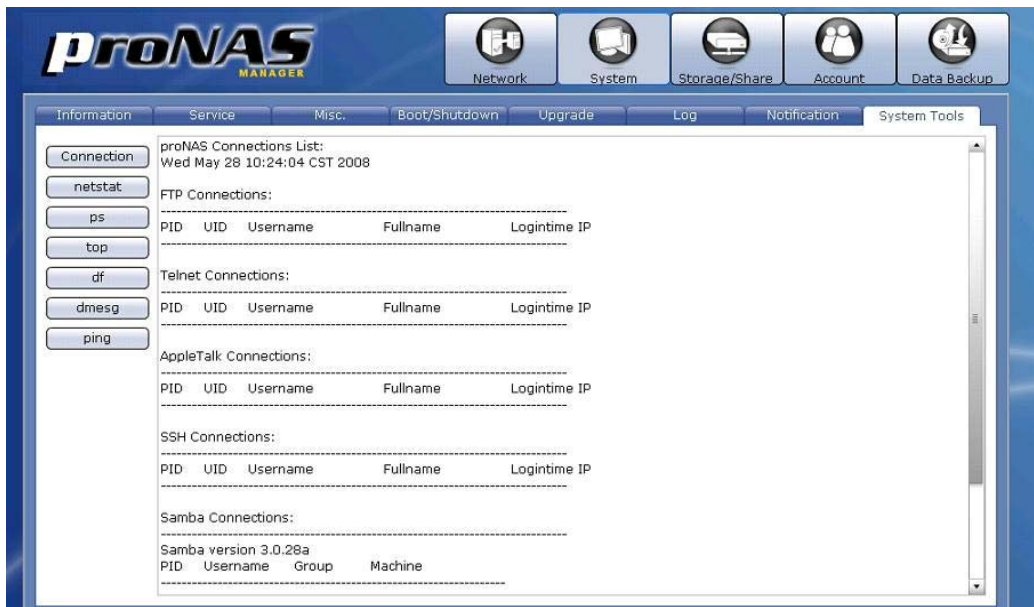 proNAS
MANAGER
Network System Storage/Share Account Data Backup
Information Service Misc. Boot/Shutdown Upgrade Log Notification System Tools
Connection
netstat
ps
top
df
dmesg
ping
proNAS Connections List:
Wed May 28 10:24:04 CST 2008
FTP Connections:
PID UID Username Fullname Logintime IP
Telnet Connections:
PID UID Username Fullname Logintime IP
AppleTalk Connections:
PID UID Username Fullname Logintime IP
SSH Connections:
PID UID Username Fullname Logintime IP
Samba Connections:
Samba version 3.0.28a
PID Username Group Machine